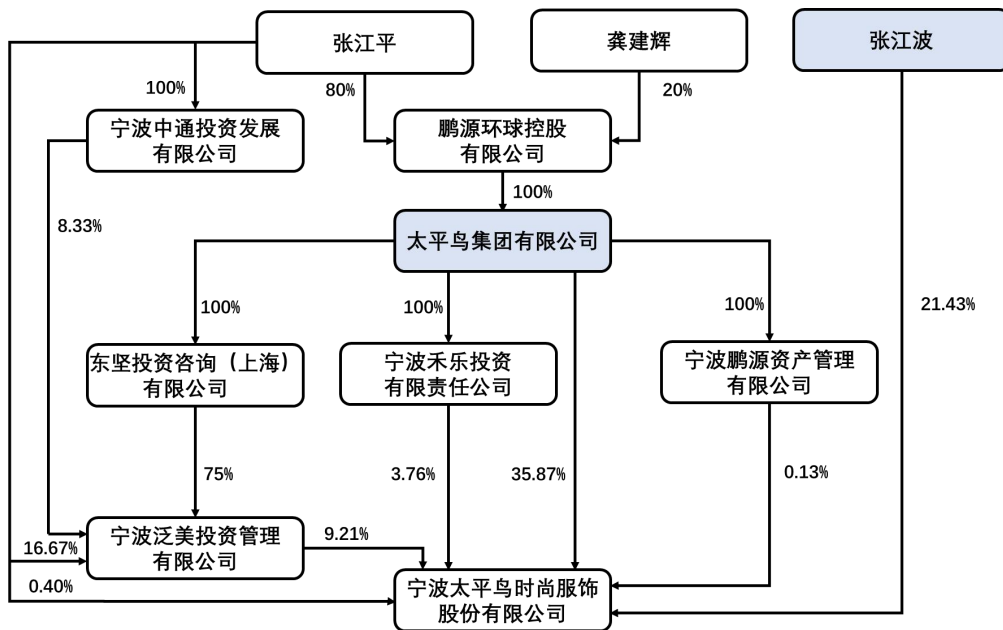 张江平
龚建辉
张江波
100%
80%
20%
宁波中通投资发展
有限公司
鹏源环球控股
有限公司
100%
8.33%
太平鸟集团有限公司
100%
100%
100%
21.43%
东坚投资咨询（上海）
有限公司
宁波禾乐投资
有限责任公司
宁波鹏源资产管理
有限公司
75%
3.76%
35.87%
0.13%
宁波泛美投资管理
有限公司
9.21%
16.67%
0.40%
宁波太平鸟时尚服饰
股份有限公司